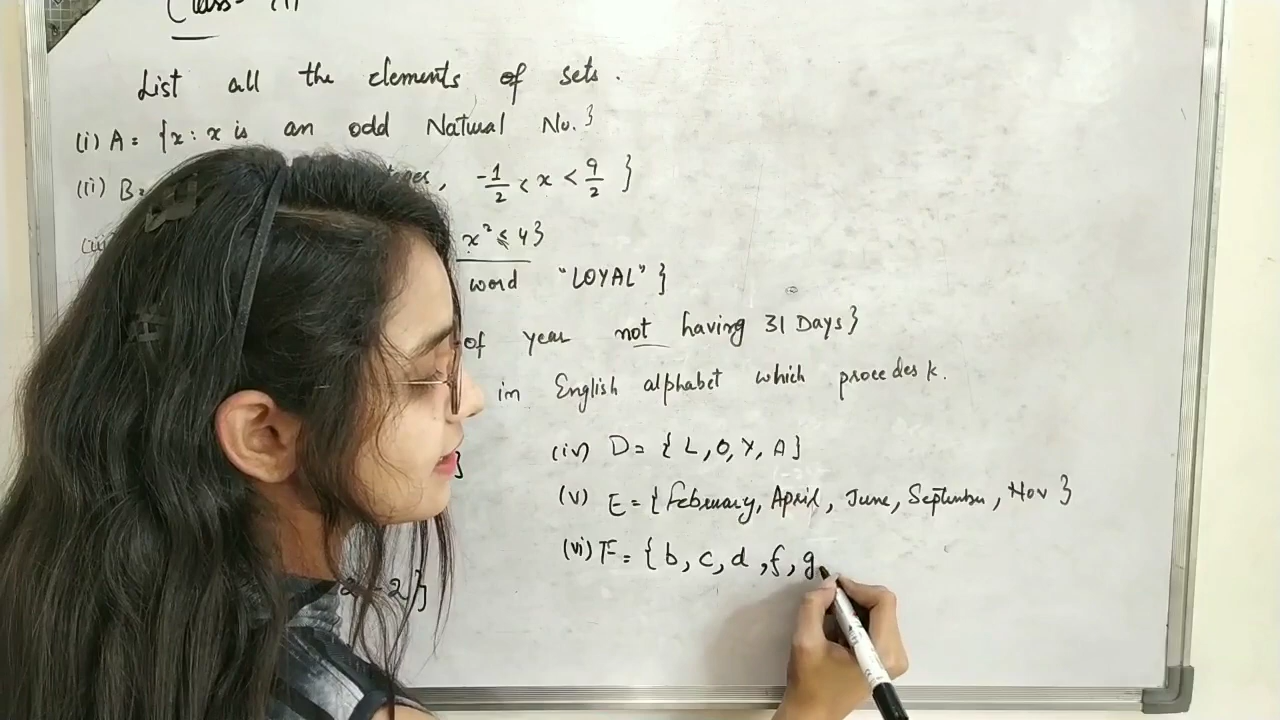 Class- XI
List all the elements of sets.
(i) A = {x : x is an odd Natural No.}
(ii) B = , -1/2 < x < 9/2 }
x² ≤ 4}
word "LOYAL" }
of year not having 31 Days}
in English alphabet which procedes k.
(iv) D = { L, O, Y, A }
(v) E = { February, April, June, September, Nov }
(vi) F = { b, c, d, f, g